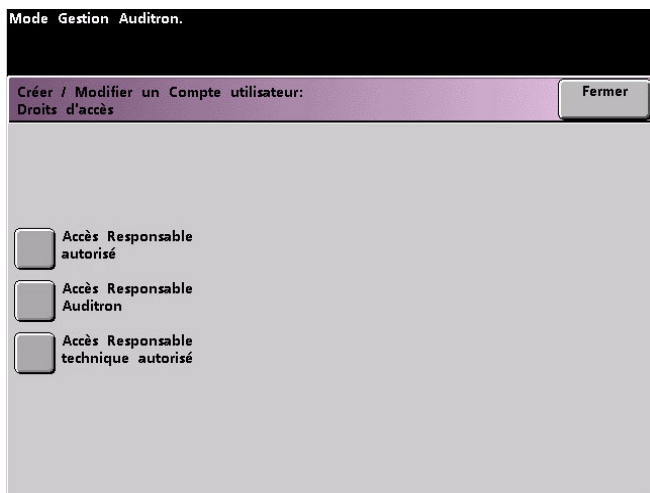 Mode Gestion Auditron.
Créer / Modifier un Compte utilisateur:
Droits d'accès
Fermer
Accès Responsable
autorisé
Accès Responsable
Auditron
Accès Responsable
technique autorisé